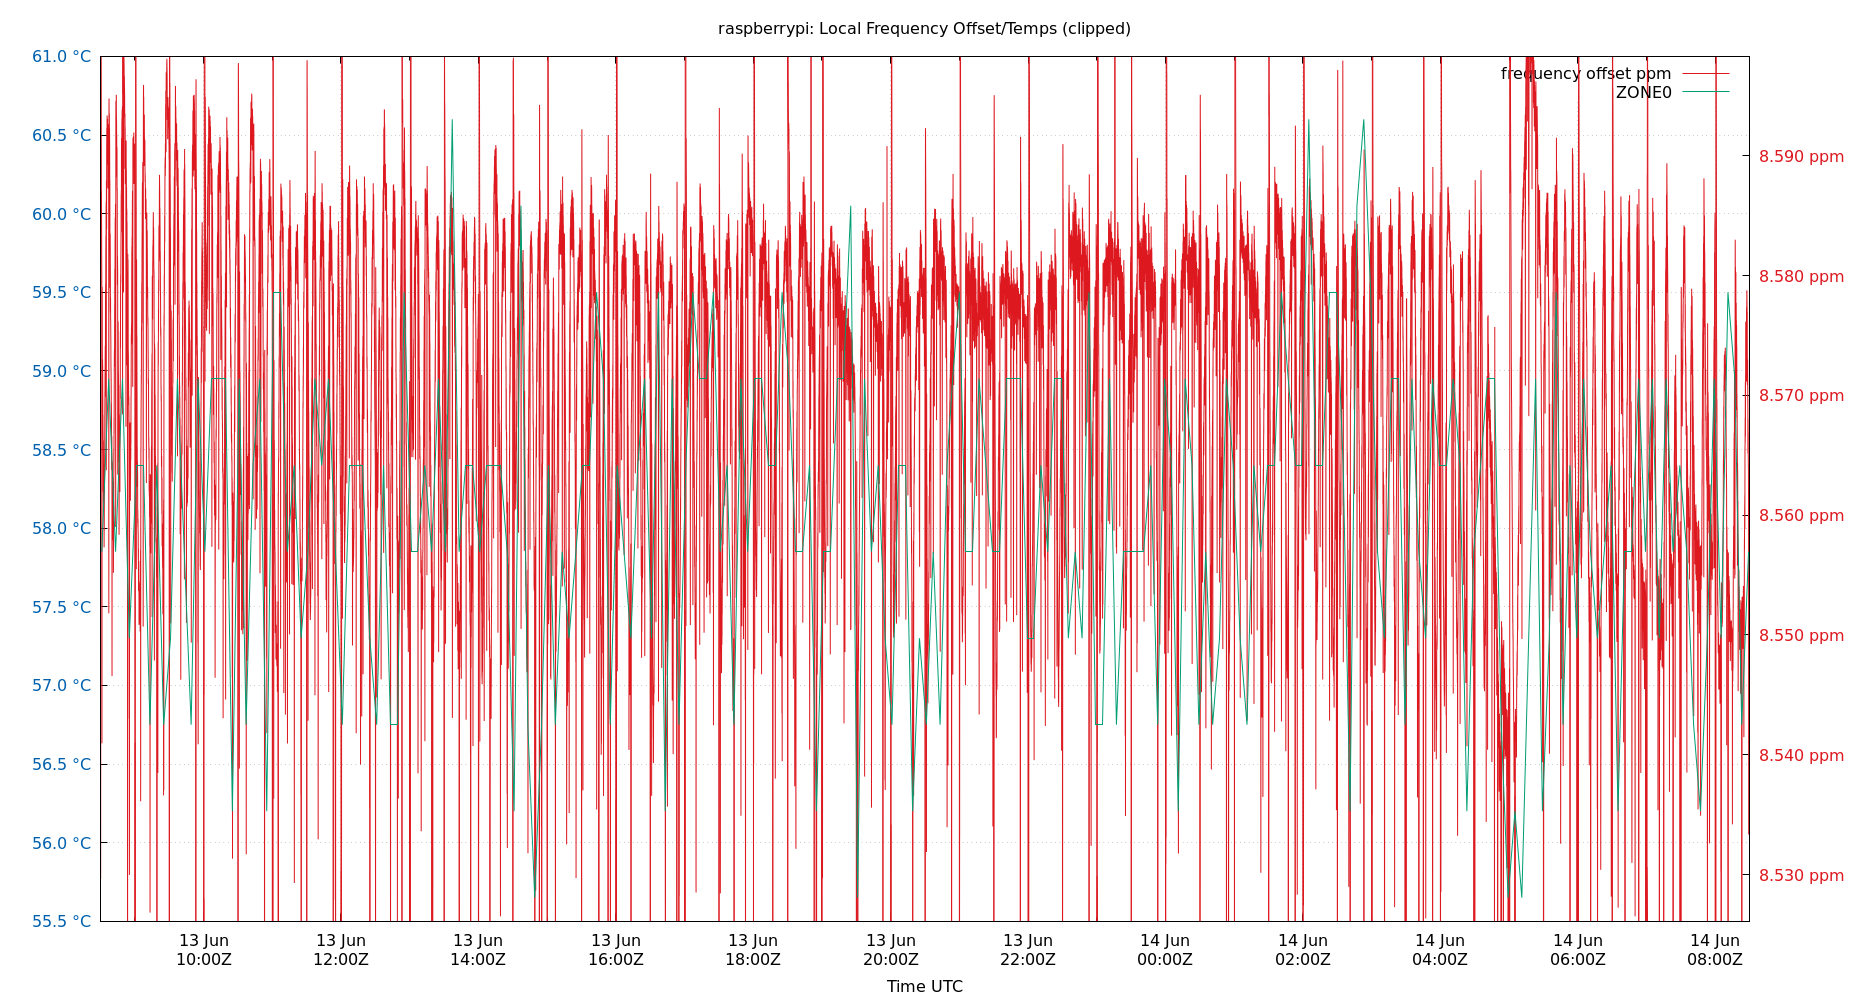 raspberrypi: Local Frequency Offset/Temps (clipped)
61.0 °C
60.5 °C
60.0 °C
59.5 °C
59.0 °C
58.5 °C
58.0 °C
57.5 °C
57.0 °C
56.5 °C
56.0 °C
55.5 °C
frequency offset ppm
ZONE0
8.590 ppm
8.580 ppm
8.570 ppm
8.560 ppm
8.550 ppm
8.540 ppm
8.530 ppm
13 Jun 13 Jun 13 Jun 13 Jun 13 Jun 13 Jun 13 Jun 14 Jun 14 Jun 14 Jun 14 Jun 14 Jun
10:00Z 12:00Z 14:00Z 16:00Z 18:00Z 20:00Z 22:00Z 00:00Z 02:00Z 04:00Z 06:00Z 08:00Z
Time UTC